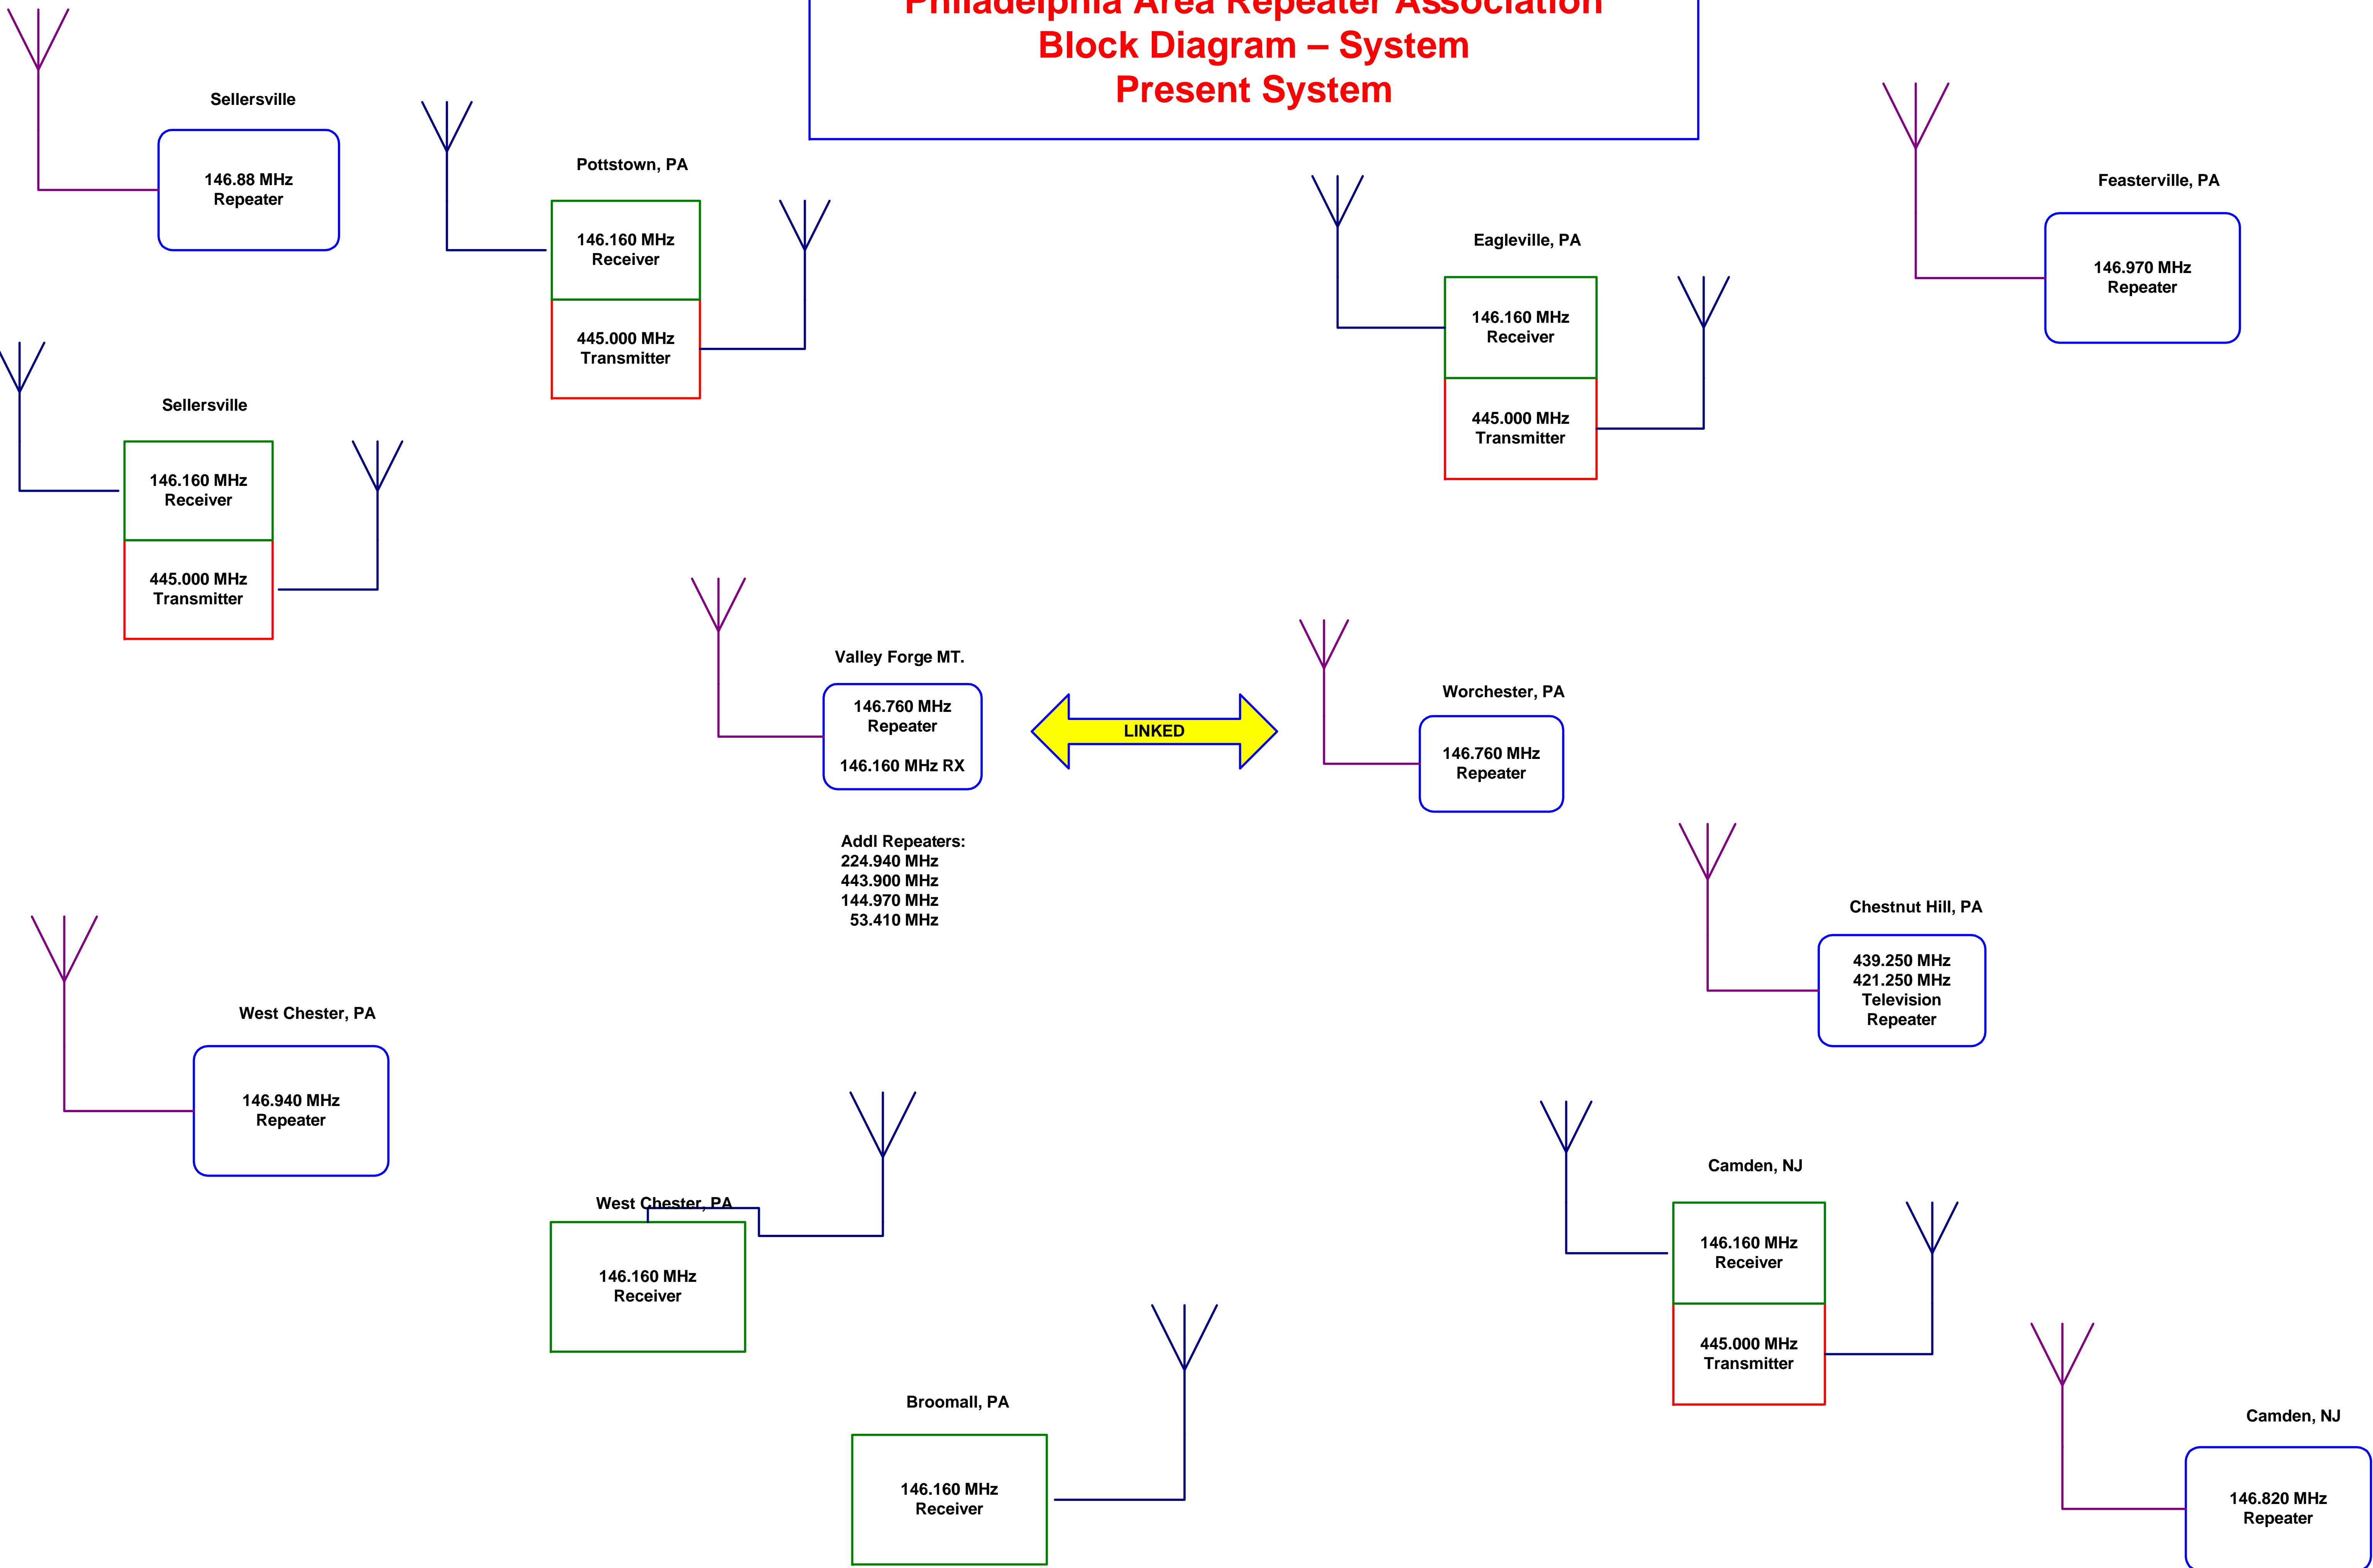 Philadelphia Area Repeater Association
Block Diagram – System
Present System
Sellersville
146.88 MHz
Repeater
Pottstown, PA
146.160 MHz
Receiver
445.000 MHz
Transmitter
Eagleville, PA
146.160 MHz
Receiver
445.000 MHz
Transmitter
Feasterville, PA
146.970 MHz
Repeater
Sellersville
146.160 MHz
Receiver
445.000 MHz
Transmitter
Valley Forge MT.
146.760 MHz
Repeater
146.160 MHz RX
LINKED
Worchester, PA
146.760 MHz
Repeater
Addl Repeaters:
224.940 MHz
443.900 MHz
144.970 MHz
53.410 MHz
Chestnut Hill, PA
439.250 MHz
421.250 MHz
Television
Repeater
West Chester, PA
146.940 MHz
Repeater
West Chester, PA
146.160 MHz
Receiver
Camden, NJ
146.160 MHz
Receiver
445.000 MHz
Transmitter
Broomall, PA
146.160 MHz
Receiver
Camden, NJ
146.820 MHz
Repeater